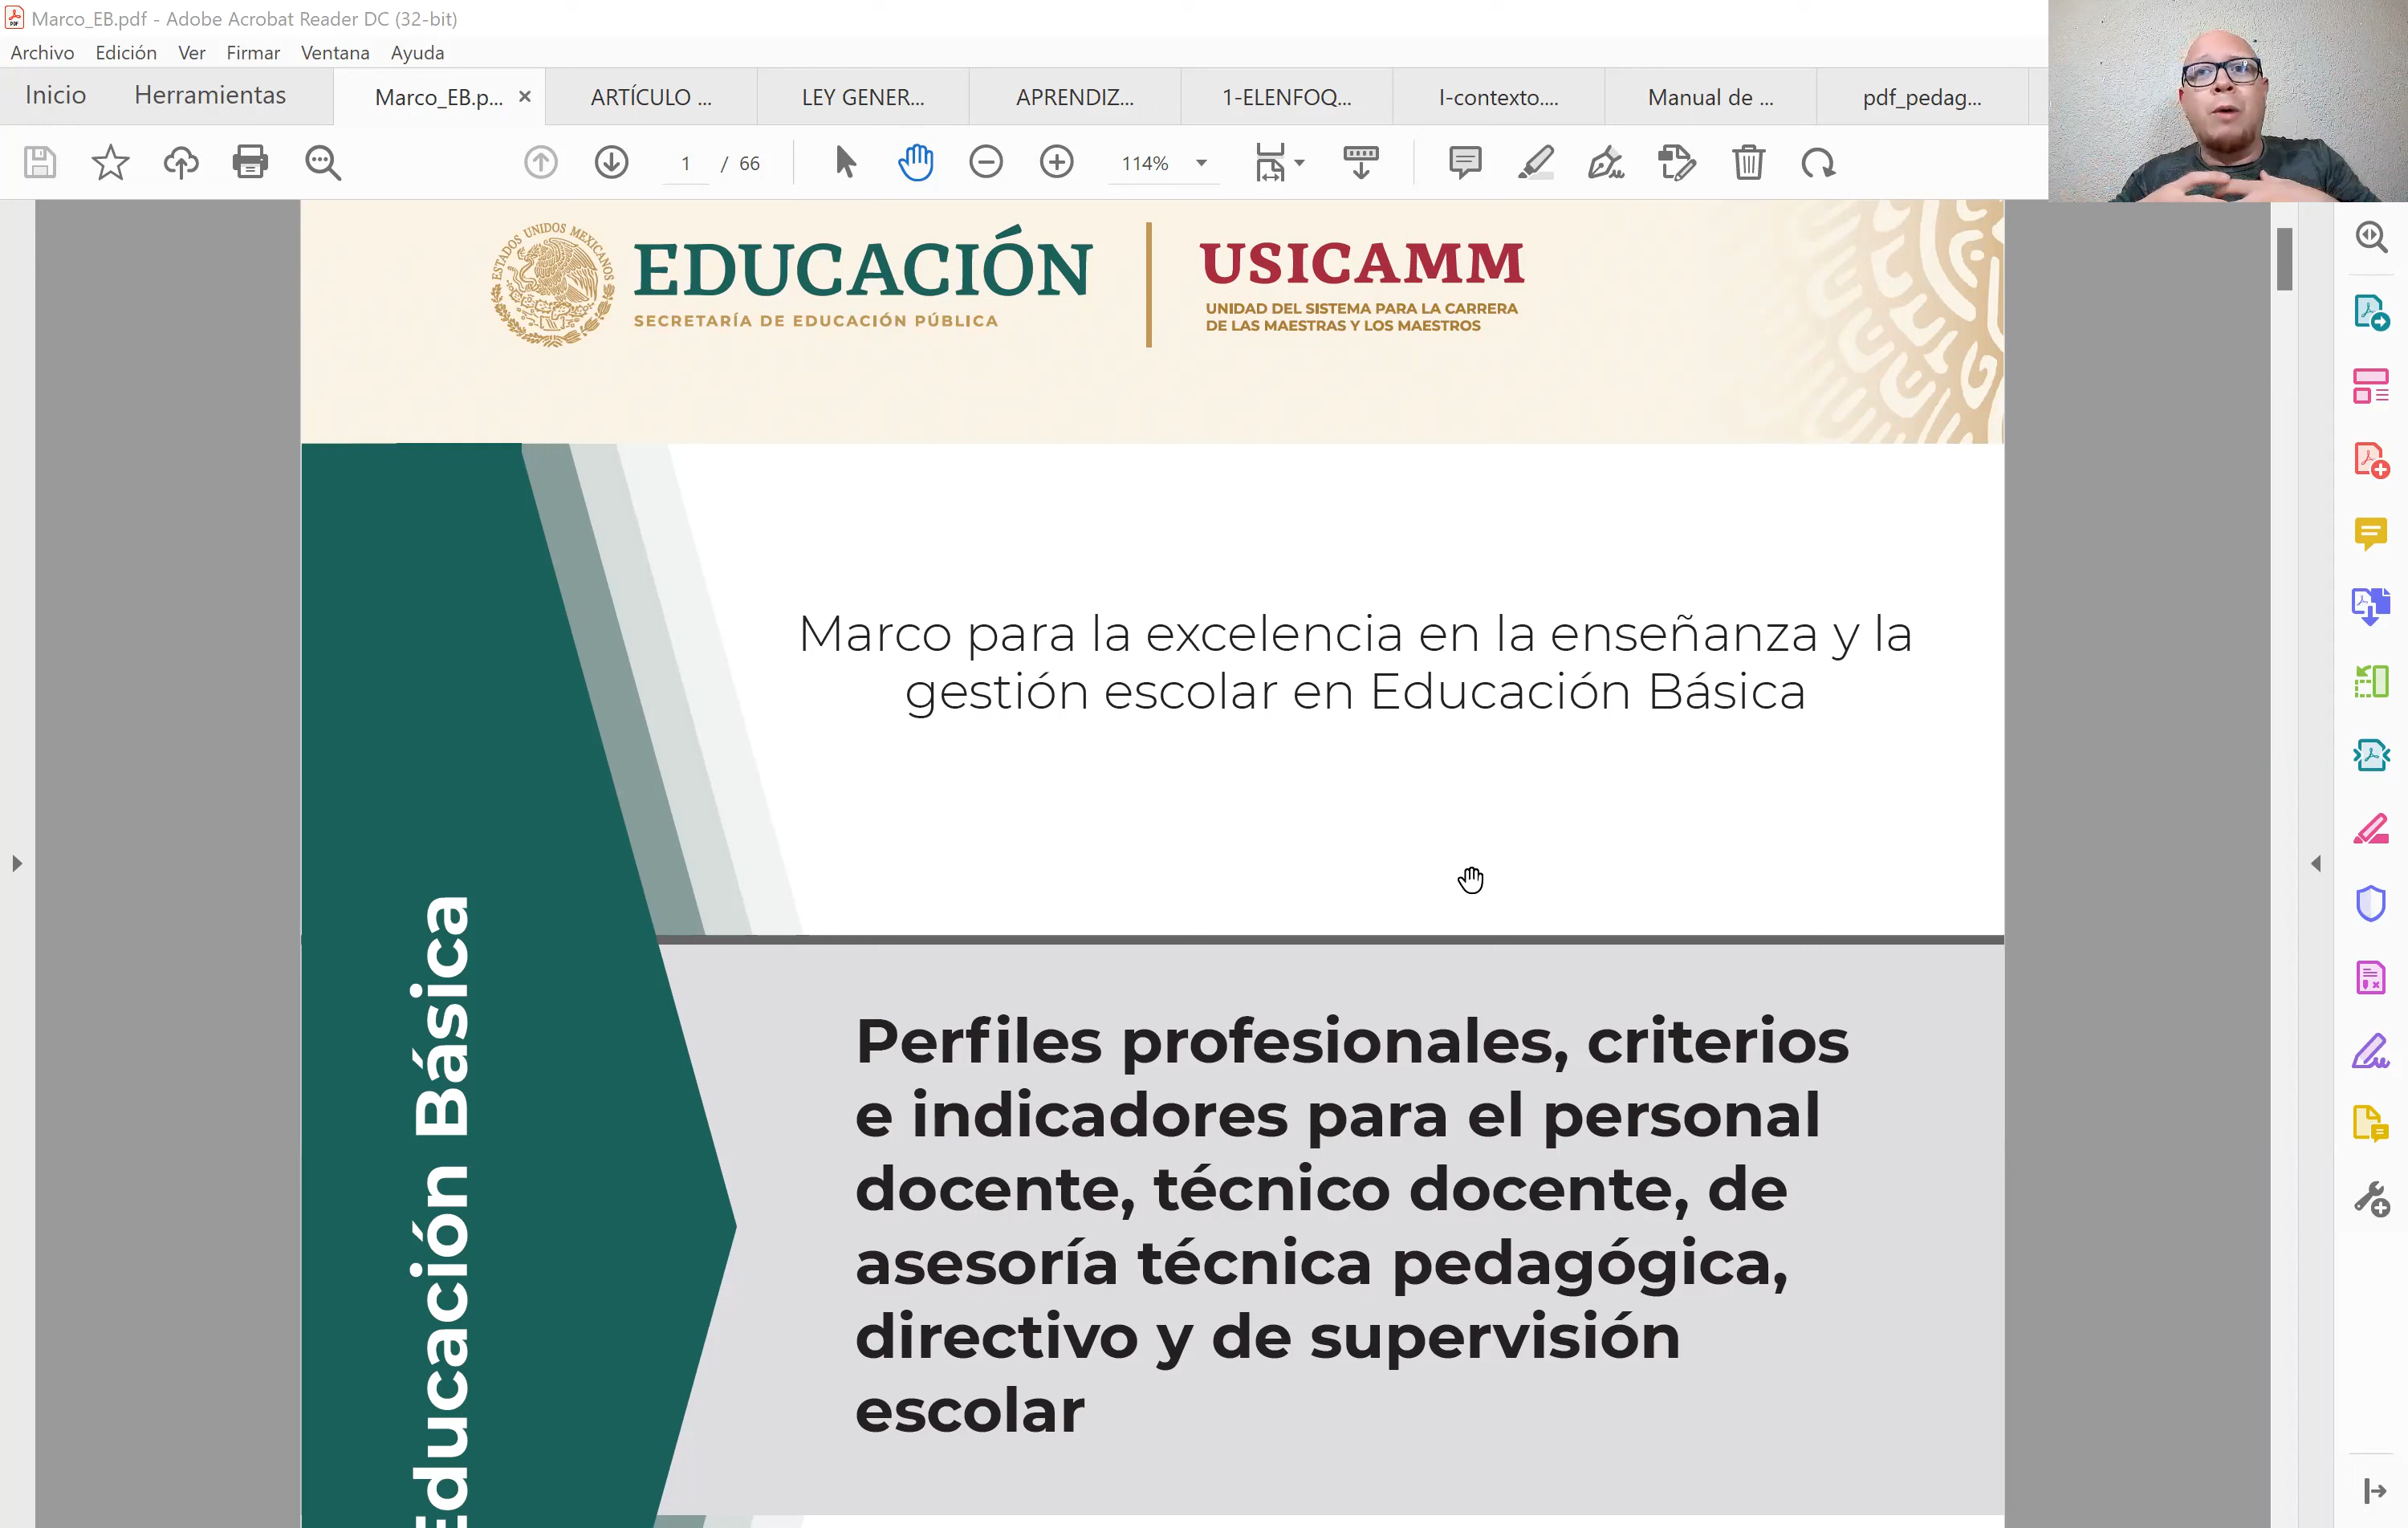 Marco_EB.pdf - Adobe Acrobat Reader DC (32-bit)
Archivo Edición Ver Firmar Ventana Ayuda
Inicio Herramientas Marco_EB.p... ARTÍCULO ... LEY GENER... APRENDIZ... 1-ELENFOQ... I-contexto.... Manual de ... pdf_pedag...
1 / 66 114%
ESTADOS UNIDOS MEXICANOS
EDUCACIÓN
SECRETARÍA DE EDUCACIÓN PÚBLICA
USICAMM
UNIDAD DEL SISTEMA PARA LA CARRERA
DE LAS MAESTRAS Y LOS MAESTROS
Marco para la excelencia en la enseñanza y la
gestión escolar en Educación Básica
Educación Básica
Perfiles profesionales, criterios
e indicadores para el personal
docente, técnico docente, de
asesoría técnica pedagógica,
directivo y de supervisión
escolar